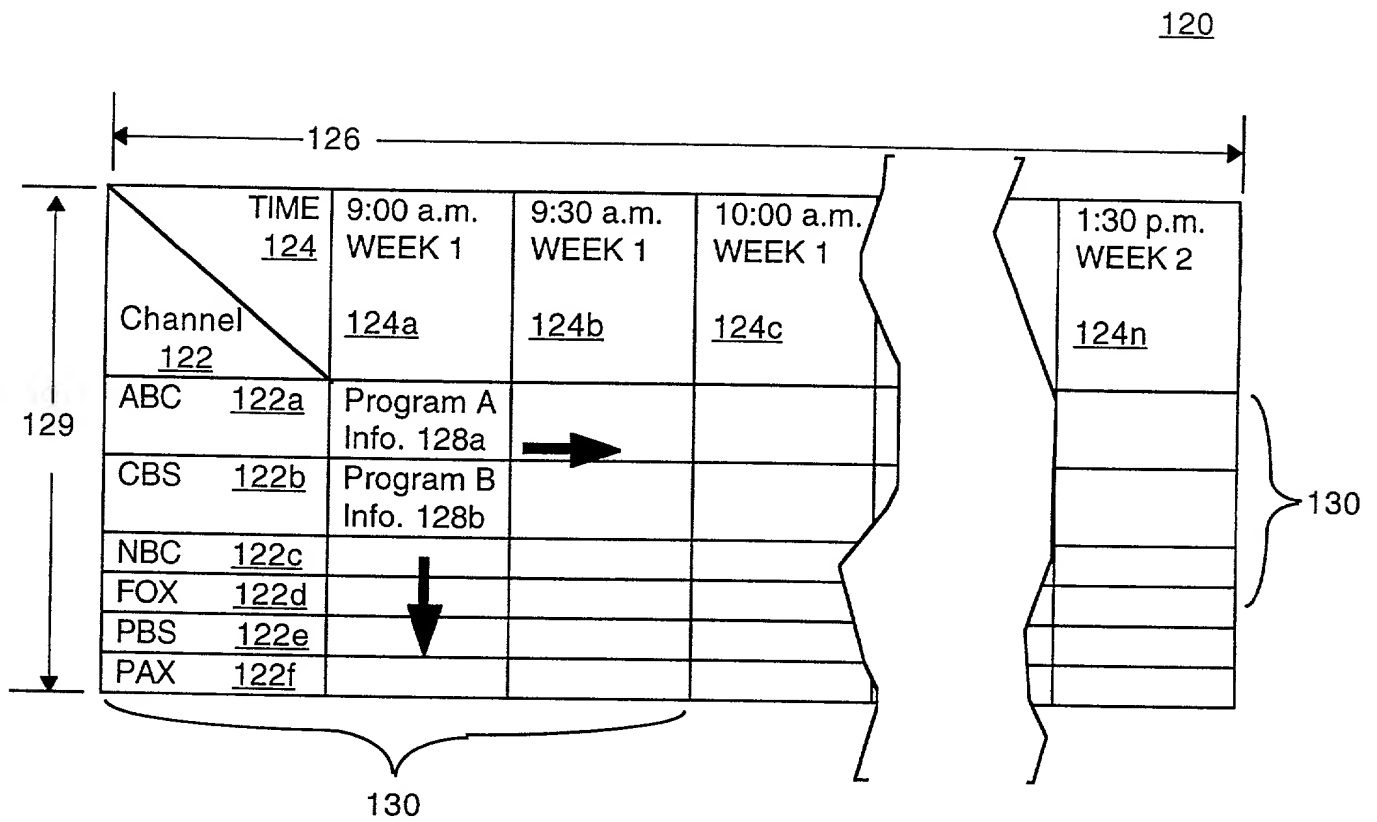 120
126
TIME
124
Channel
122
9:00 a.m.
WEEK 1
124a
9:30 a.m.
WEEK 1
124b
10:00 a.m.
WEEK 1
124c
1:30 p.m.
WEEK 2
124n
129
ABC 122a
Program A
Info. 128a
CBS 122b
Program B
Info. 128b
NBC 122c
FOX 122d
PBS 122e
PAX 122f
130
130